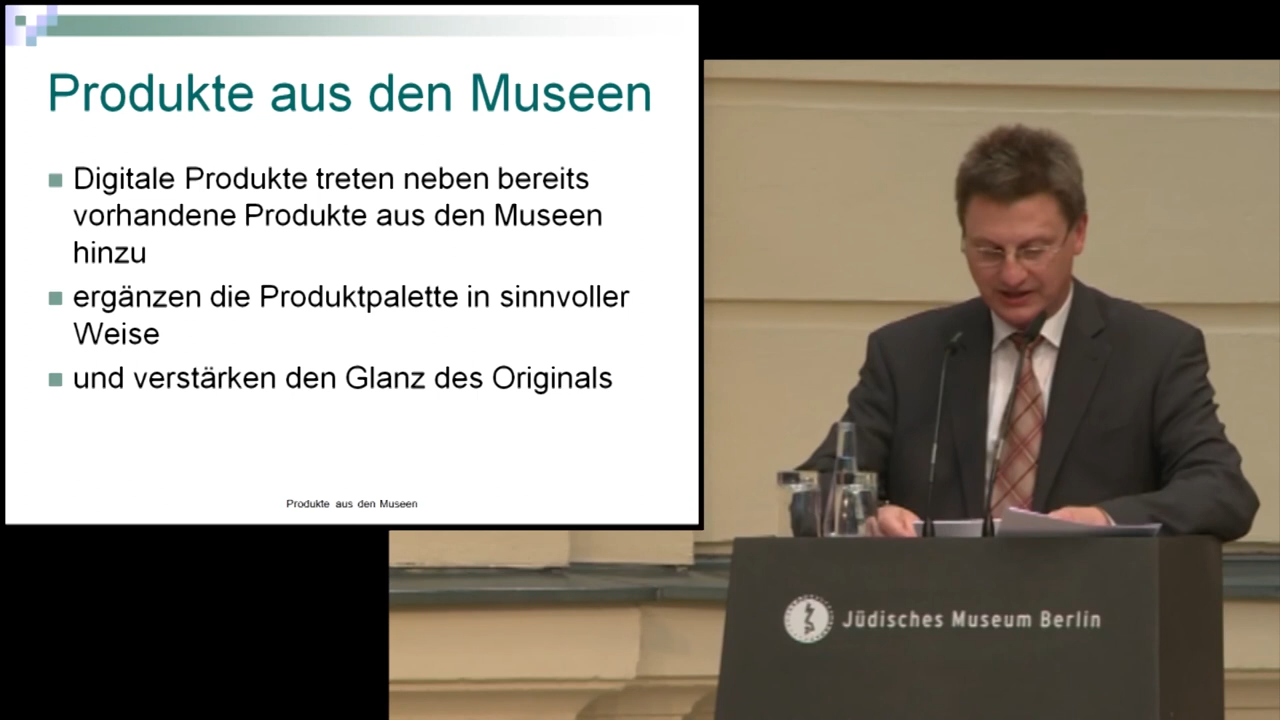 Produkte aus den Museen
Digitale Produkte treten neben bereits
vorhandene Produkte aus den Museen
hinzu
ergänzen die Produktpalette in sinnvoller
Weise
und verstärken den Glanz des Originals
Produkte aus den Museen
Jüdisches Museum Berlin